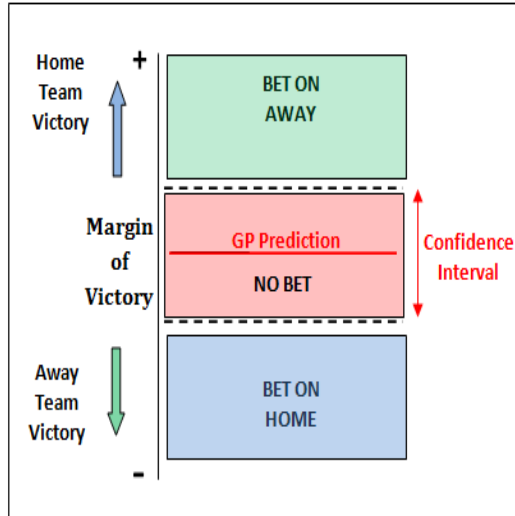 Home
Team
Victory
+
BET ON
AWAY
Margin
of
Victory
GP Prediction
NO BET
Confidence
Interval
Away
Team
Victory
BET ON
HOME
-